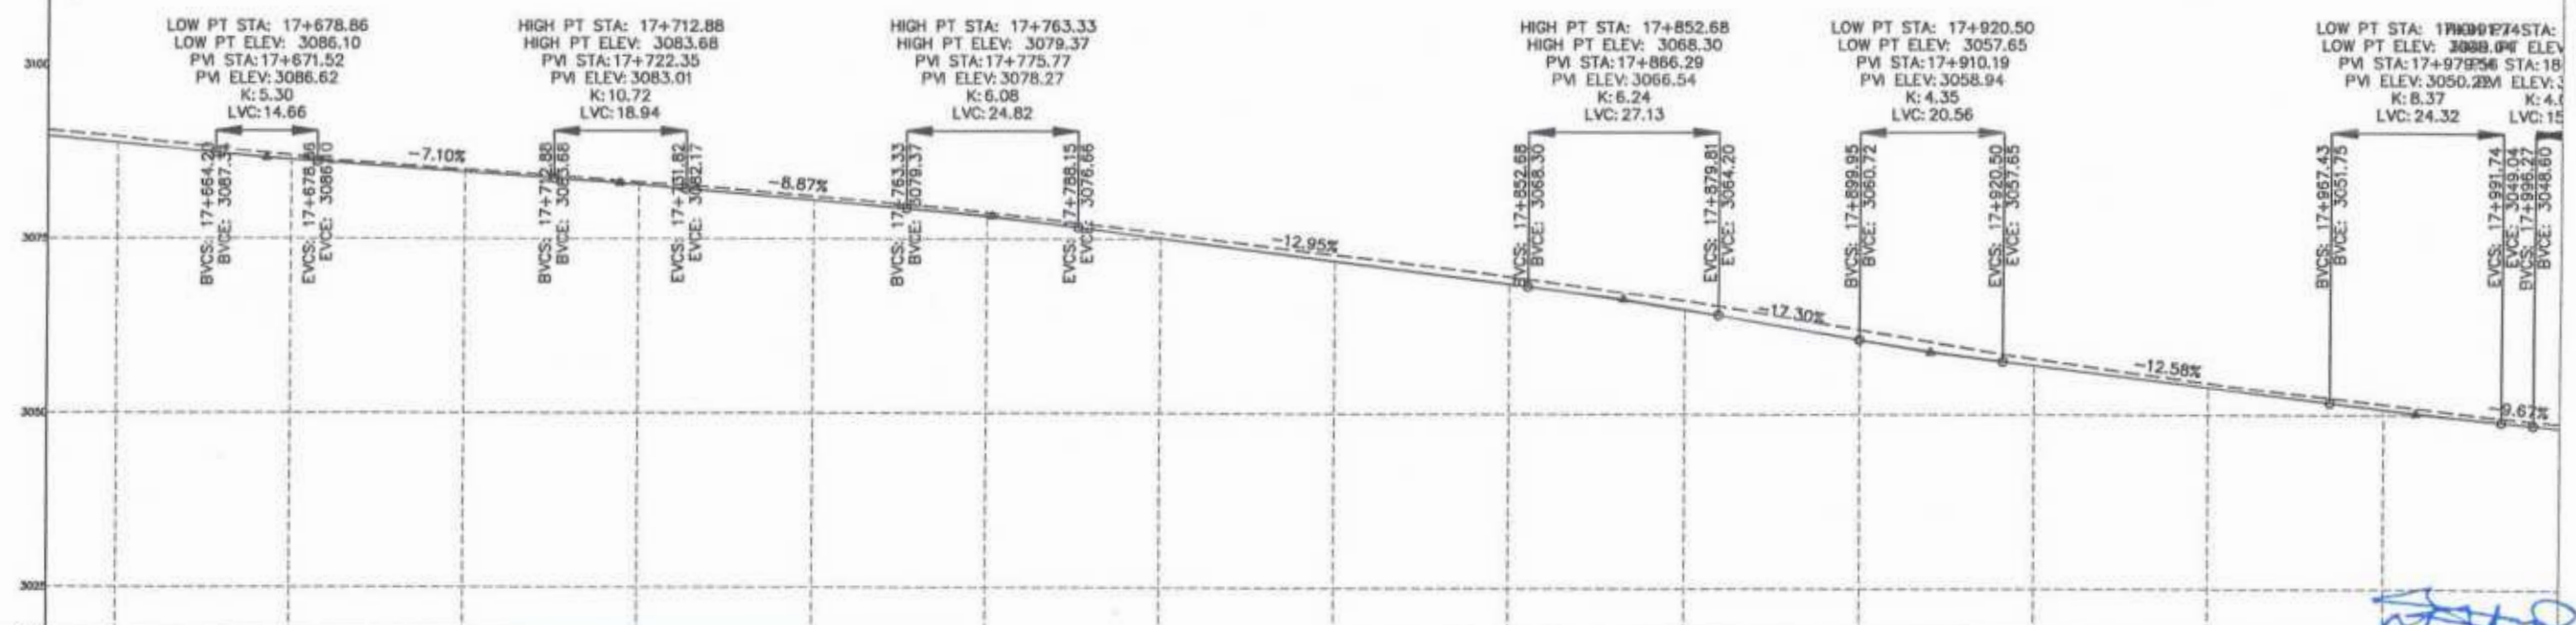 LOW PT STA: 17+678.86
LOW PT ELEV: 3086.10
PVI STA:17+671.52
PVI ELEV:3086.62
K:5.30
LVC:14.66
HIGH PT STA: 17+712.88
HIGH PT ELEV: 3083.68
PVI STA:17+722.35
PVI ELEV:3083.01
K:10.72
LVC:18.94
HIGH PT STA: 17+763.33
HIGH PT ELEV: 3079.37
PVI STA:17+775.77
PVI ELEV:3078.27
K:6.08
LVC:24.82
HIGH PT STA: 17+852.68
HIGH PT ELEV: 3068.30
PVI STA:17+866.29
PVI ELEV:3066.54
K:6.24
LVC:27.13
LOW PT STA: 17+920.50
LOW PT ELEV: 3057.65
PVI STA:17+910.19
PVI ELEV:3058.94
K:4.35
LVC:20.56
LOW PT STA:
LOW PT ELEV:
PVI STA:17+979
PVI ELEV:3050
K:8.37
LVC:24.32
STA:
ELEV
STA:18
K:4.
LVC:15
3100
3075
3050
3025
BVCS: 17+664.20
BVCE:
EVCS: 17+678.86
EVCE: 3086.10
-7.10%
BVCS: 17+712.88
BVCE: 3083.68
EVCS: 17+731.82
EVCE: 3082.17
-8.87%
BVCS: 17+763.33
BVCE: 3079.37
EVCS: 17+788.15
EVCE: 3076.66
-12.95%
BVCS: 17+852.68
BVCE: 3068.30
EVCS: 17+879.81
EVCE: 3064.20
-17.30%
BVCS: 17+899.95
BVCE: 3060.72
EVCS: 17+920.50
EVCE: 3057.65
-12.58%
BVCS: 17+967.43
BVCE: 3051.75
EVCS: 17+991.74
EVCE: 3049.04
BVCS: 17+996.27
BVCE: 3048.60
-9.67%